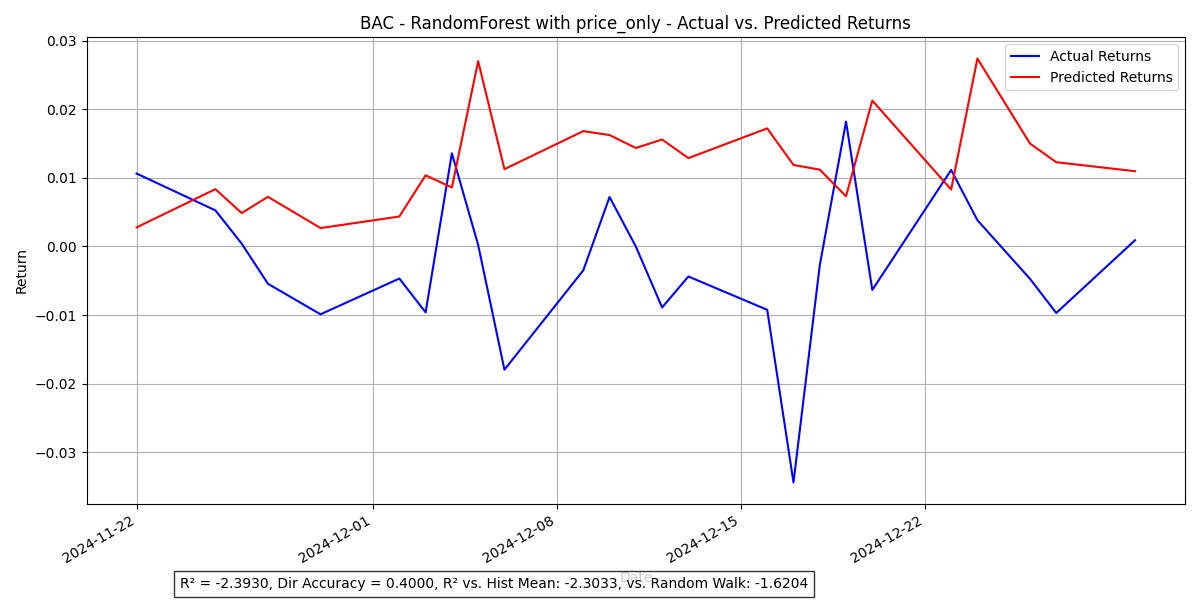 BAC - RandomForest with price_only - Actual vs. Predicted Returns
Actual Returns
Predicted Returns
Return
0.03
0.02
0.01
0.00
−0.01
−0.02
−0.03
2024-11-22
2024-12-01
2024-12-08
2024-12-15
2024-12-22
Date
R² = -2.3930, Dir Accuracy = 0.4000, R² vs. Hist Mean: -2.3033, vs. Random Walk: -1.6204